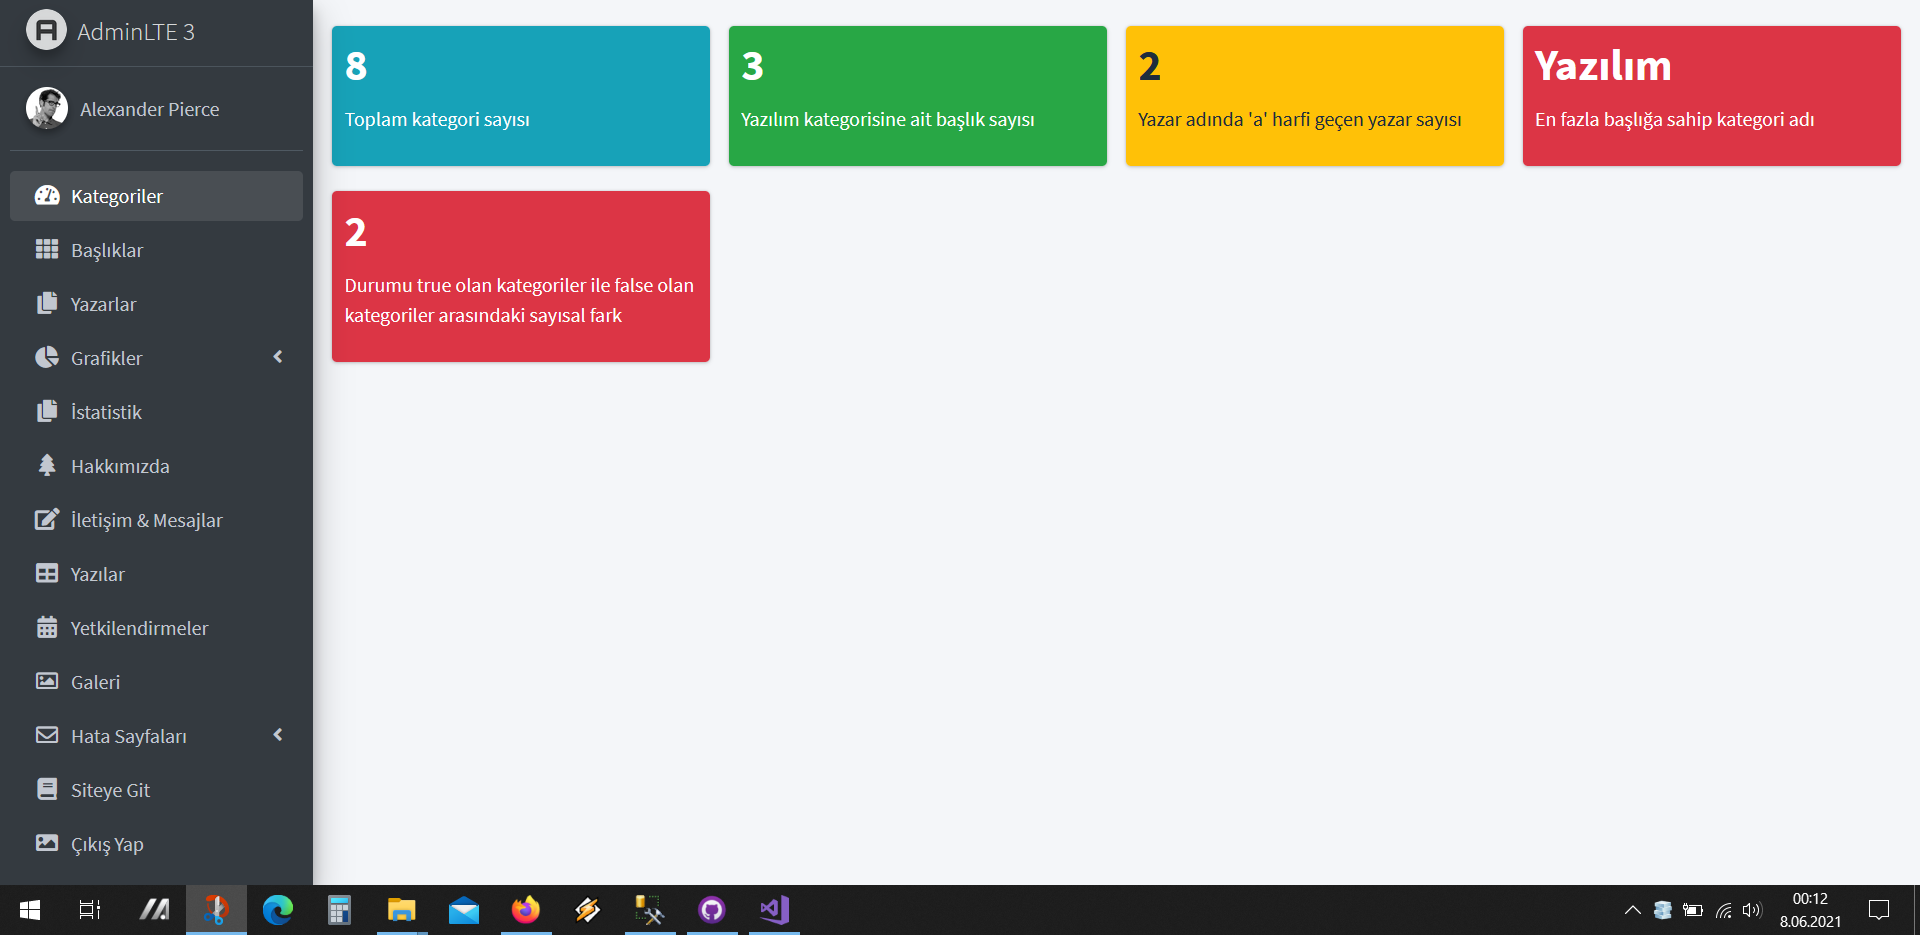 AdminLTE 3
Alexander Pierce
Kategoriler
Başlıklar
Yazarlar
Grafikler
İstatistik
Hakkımızda
İletişim & Mesajlar
Yazılar
Yetkilendirmeler
Galeri
Hata Sayfaları
Siteye Git
Çıkış Yap
8
Toplam kategori sayısı
3
Yazılım kategorisine ait başlık sayısı
2
Yazar adında 'a' harfi geçen yazar sayısı
Yazılım
En fazla başlığa sahip kategori adı
2
Durumu true olan kategoriler ile false olan
kategoriler arasındaki sayısal fark
00:12
8.06.2021